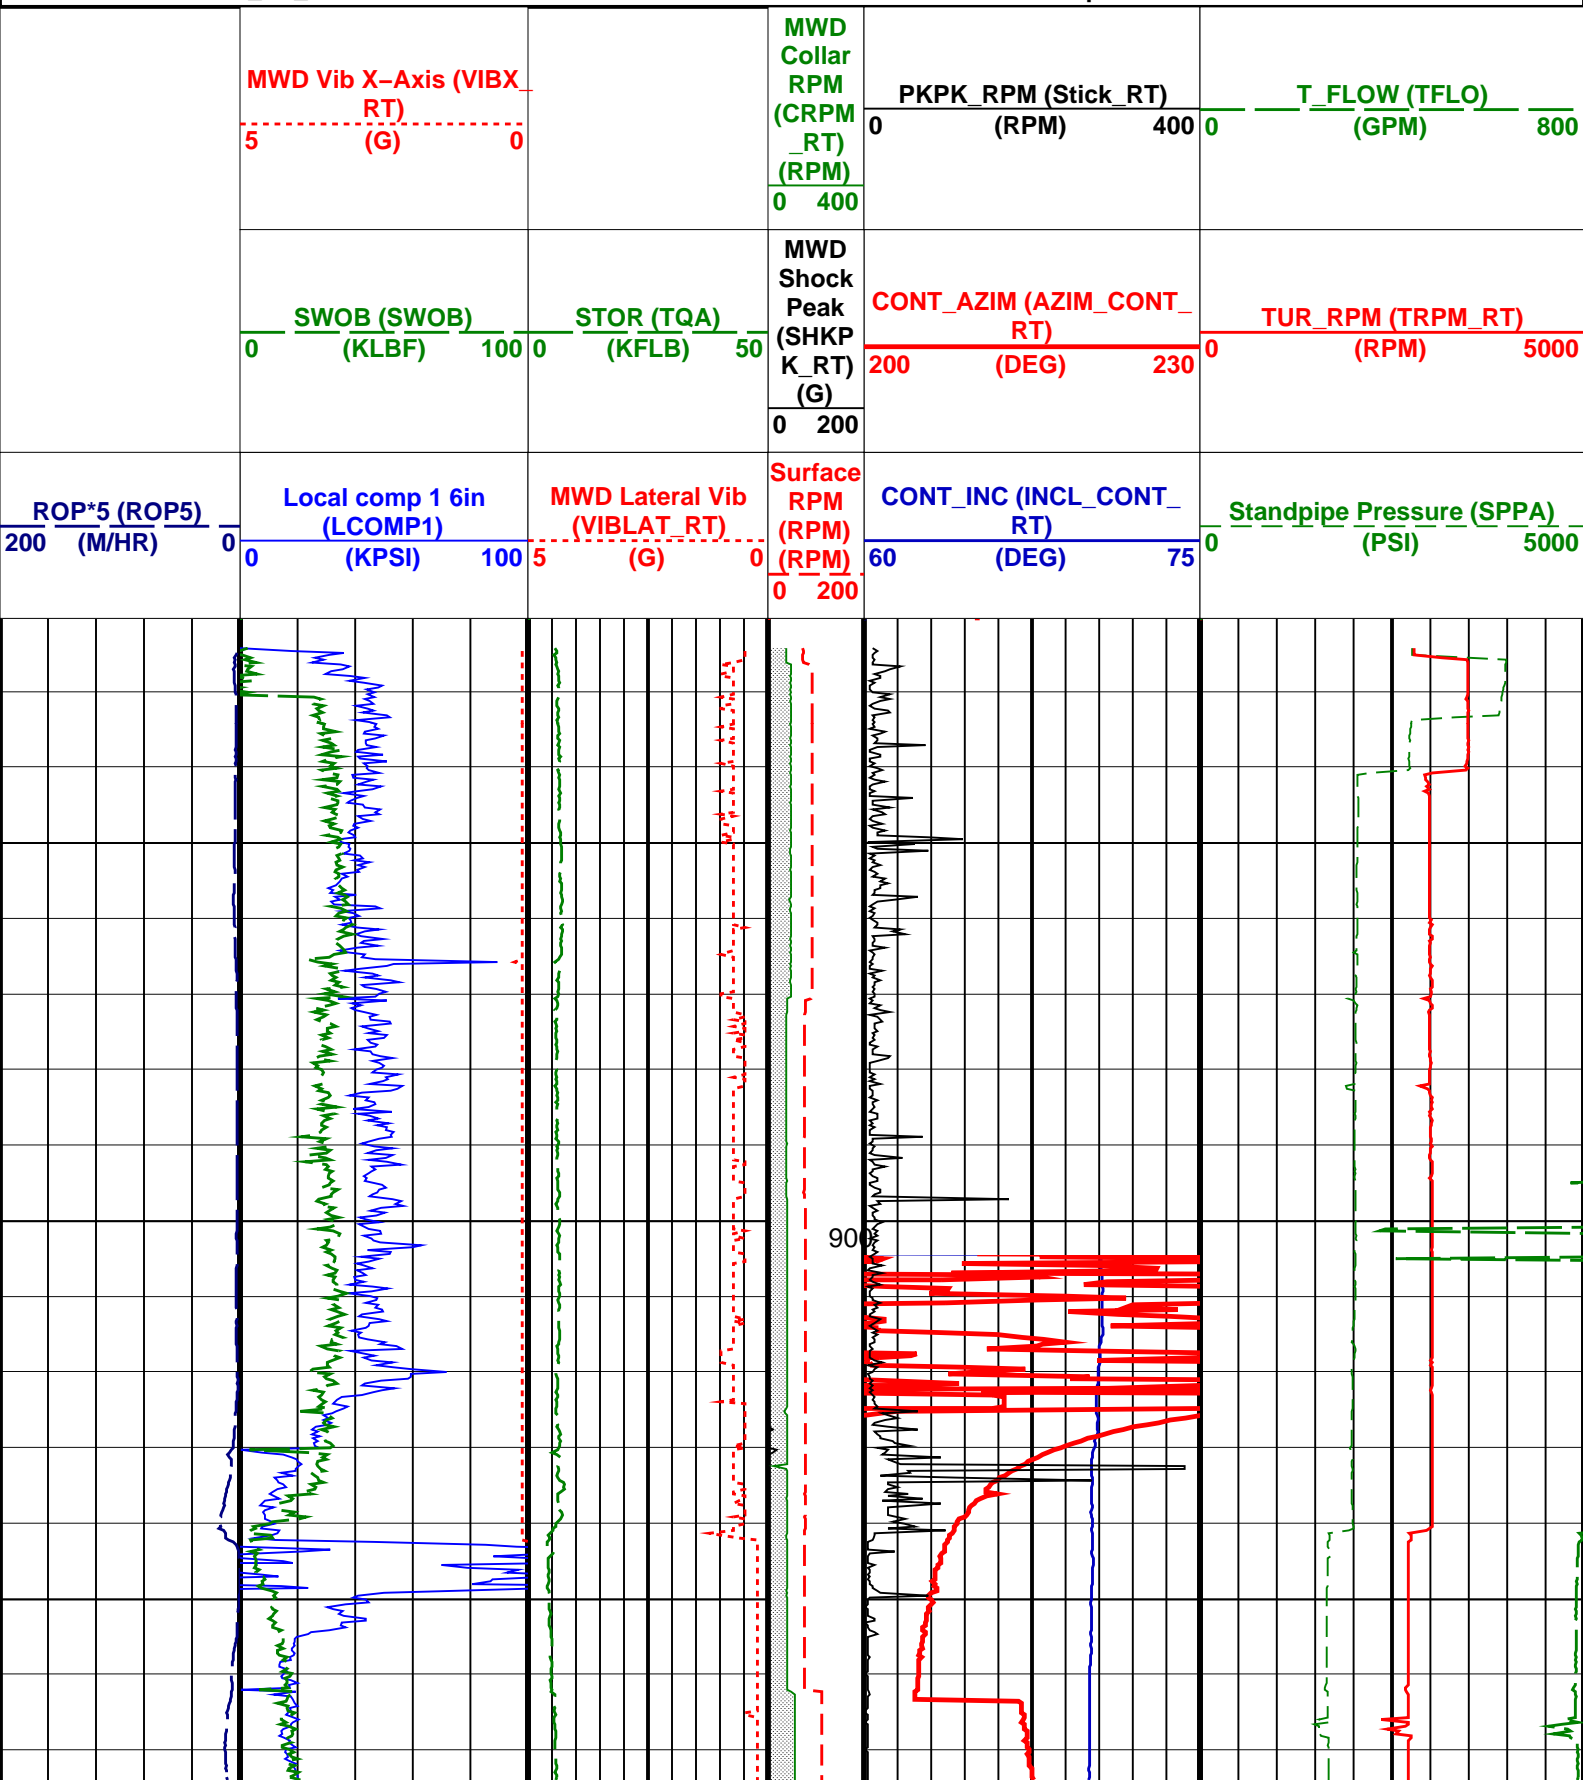 MWD Vib X−Axis (VIBX_
RT)
5 (G) 0
MWD
Collar
RPM
(CRPM
_RT)
(RPM)
0 400
PKPK_RPM (Stick_RT)
0 (RPM) 400
T_FLOW (TFLO)
0 (GPM) 800
SWOB (SWOB)
0 (KLBF) 100
STOR (TQA)
0 (KFLB) 50
MWD
Shock
Peak
(SHKP
K_RT)
(G)
0 200
CONT_AZIM (AZIM_CONT_
RT)
200 (DEG) 230
TUR_RPM (TRPM_RT)
0 (RPM) 5000
ROP*5 (ROP5)
200 (M/HR) 0
Local comp 1 6in
(LCOMP1)
0 (KPSI) 100
MWD Lateral Vib
(VIBLAT_RT)
5 (G) 0
Surface
RPM
(RPM)
(RPM)
0 200
CONT_INC (INCL_CONT_
RT)
60 (DEG) 75
Standpipe Pressure (SPPA)
0 (PSI) 5000
900